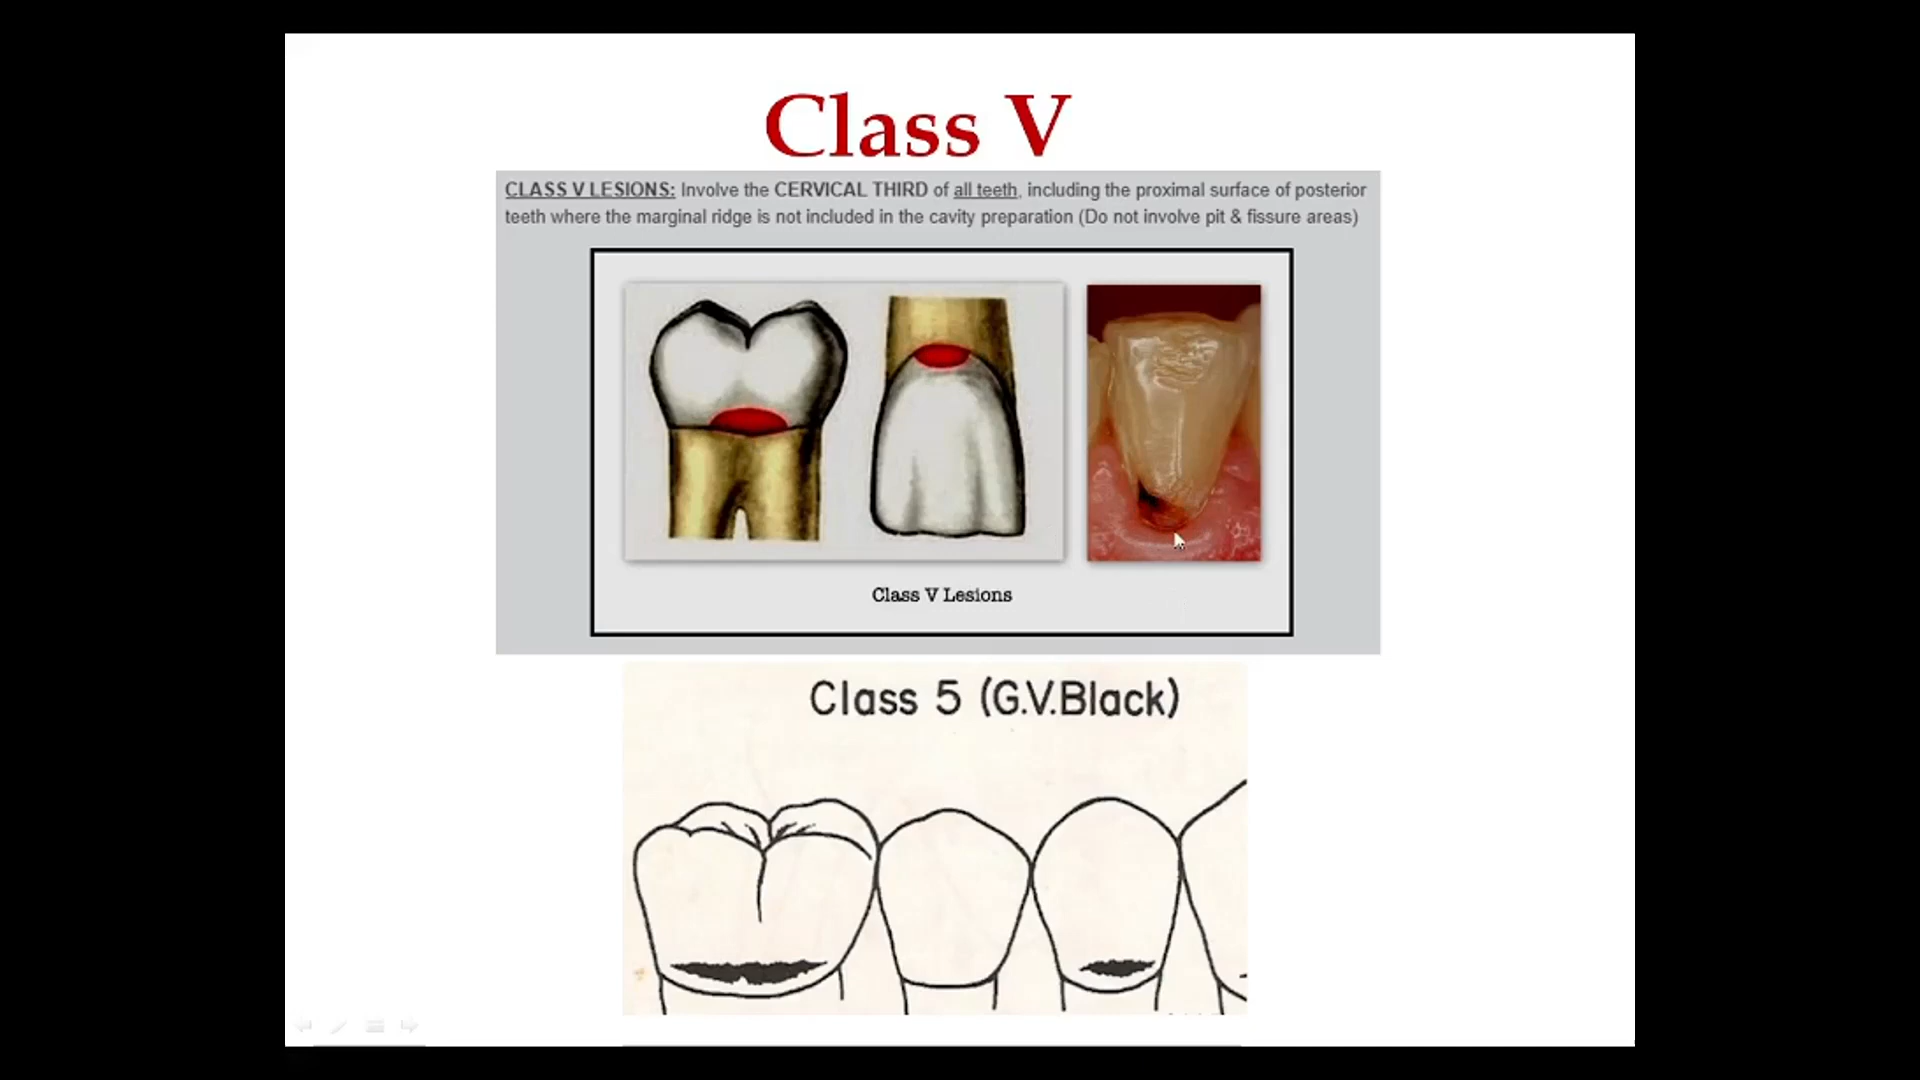 Class V
CLASS V LESIONS: Involve the CERVICAL THIRD of all teeth, including the proximal surface of posterior
teeth where the marginal ridge is not included in the cavity preparation (Do not involve pit & fissure areas)
Class V Lesions
Class 5 (G.V.Black)